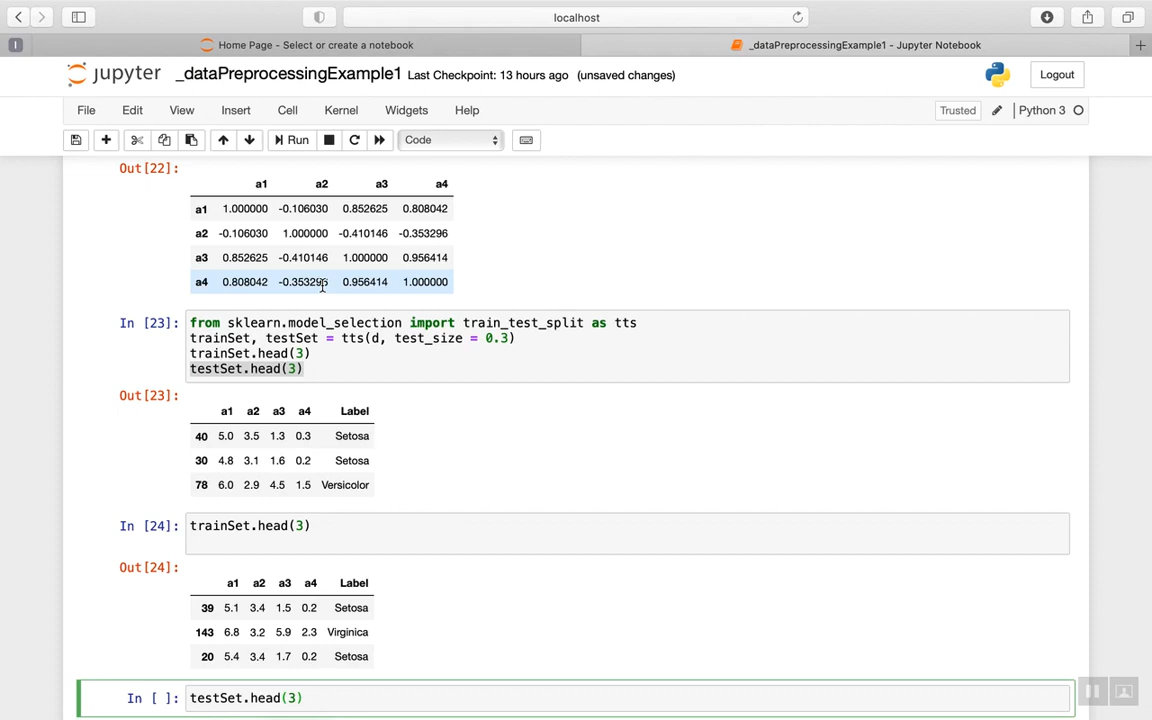 localhost
I
Home Page - Select or create a notebook
_dataPreprocessingExample1 - Jupyter Notebook
jupyter _dataPreprocessingExample1 Last Checkpoint: 13 hours ago (unsaved changes)
Logout
File Edit View Insert Cell Kernel Widgets Help
Trusted
Python 3
Run
Code
Out[22]:
a1 a2 a3 a4
a1 1.000000 -0.106030 0.852625 0.808042
a2 -0.106030 1.000000 -0.410146 -0.353296
a3 0.852625 -0.410146 1.000000 0.956414
a4 0.808042 -0.353296 0.956414 1.000000
In [23]: from sklearn.model_selection import train_test_split as tts
trainSet, testSet = tts(d, test_size = 0.3)
trainSet.head(3)
testSet.head(3)
Out[23]:
a1 a2 a3 a4 Label
40 5.0 3.5 1.3 0.3 Setosa
30 4.8 3.1 1.6 0.2 Setosa
78 6.0 2.9 4.5 1.5 Versicolor
In [24]: trainSet.head(3)
Out[24]:
a1 a2 a3 a4 Label
39 5.1 3.4 1.5 0.2 Setosa
143 6.8 3.2 5.9 2.3 Virginica
20 5.4 3.4 1.7 0.2 Setosa
In [ ]: testSet.head(3)